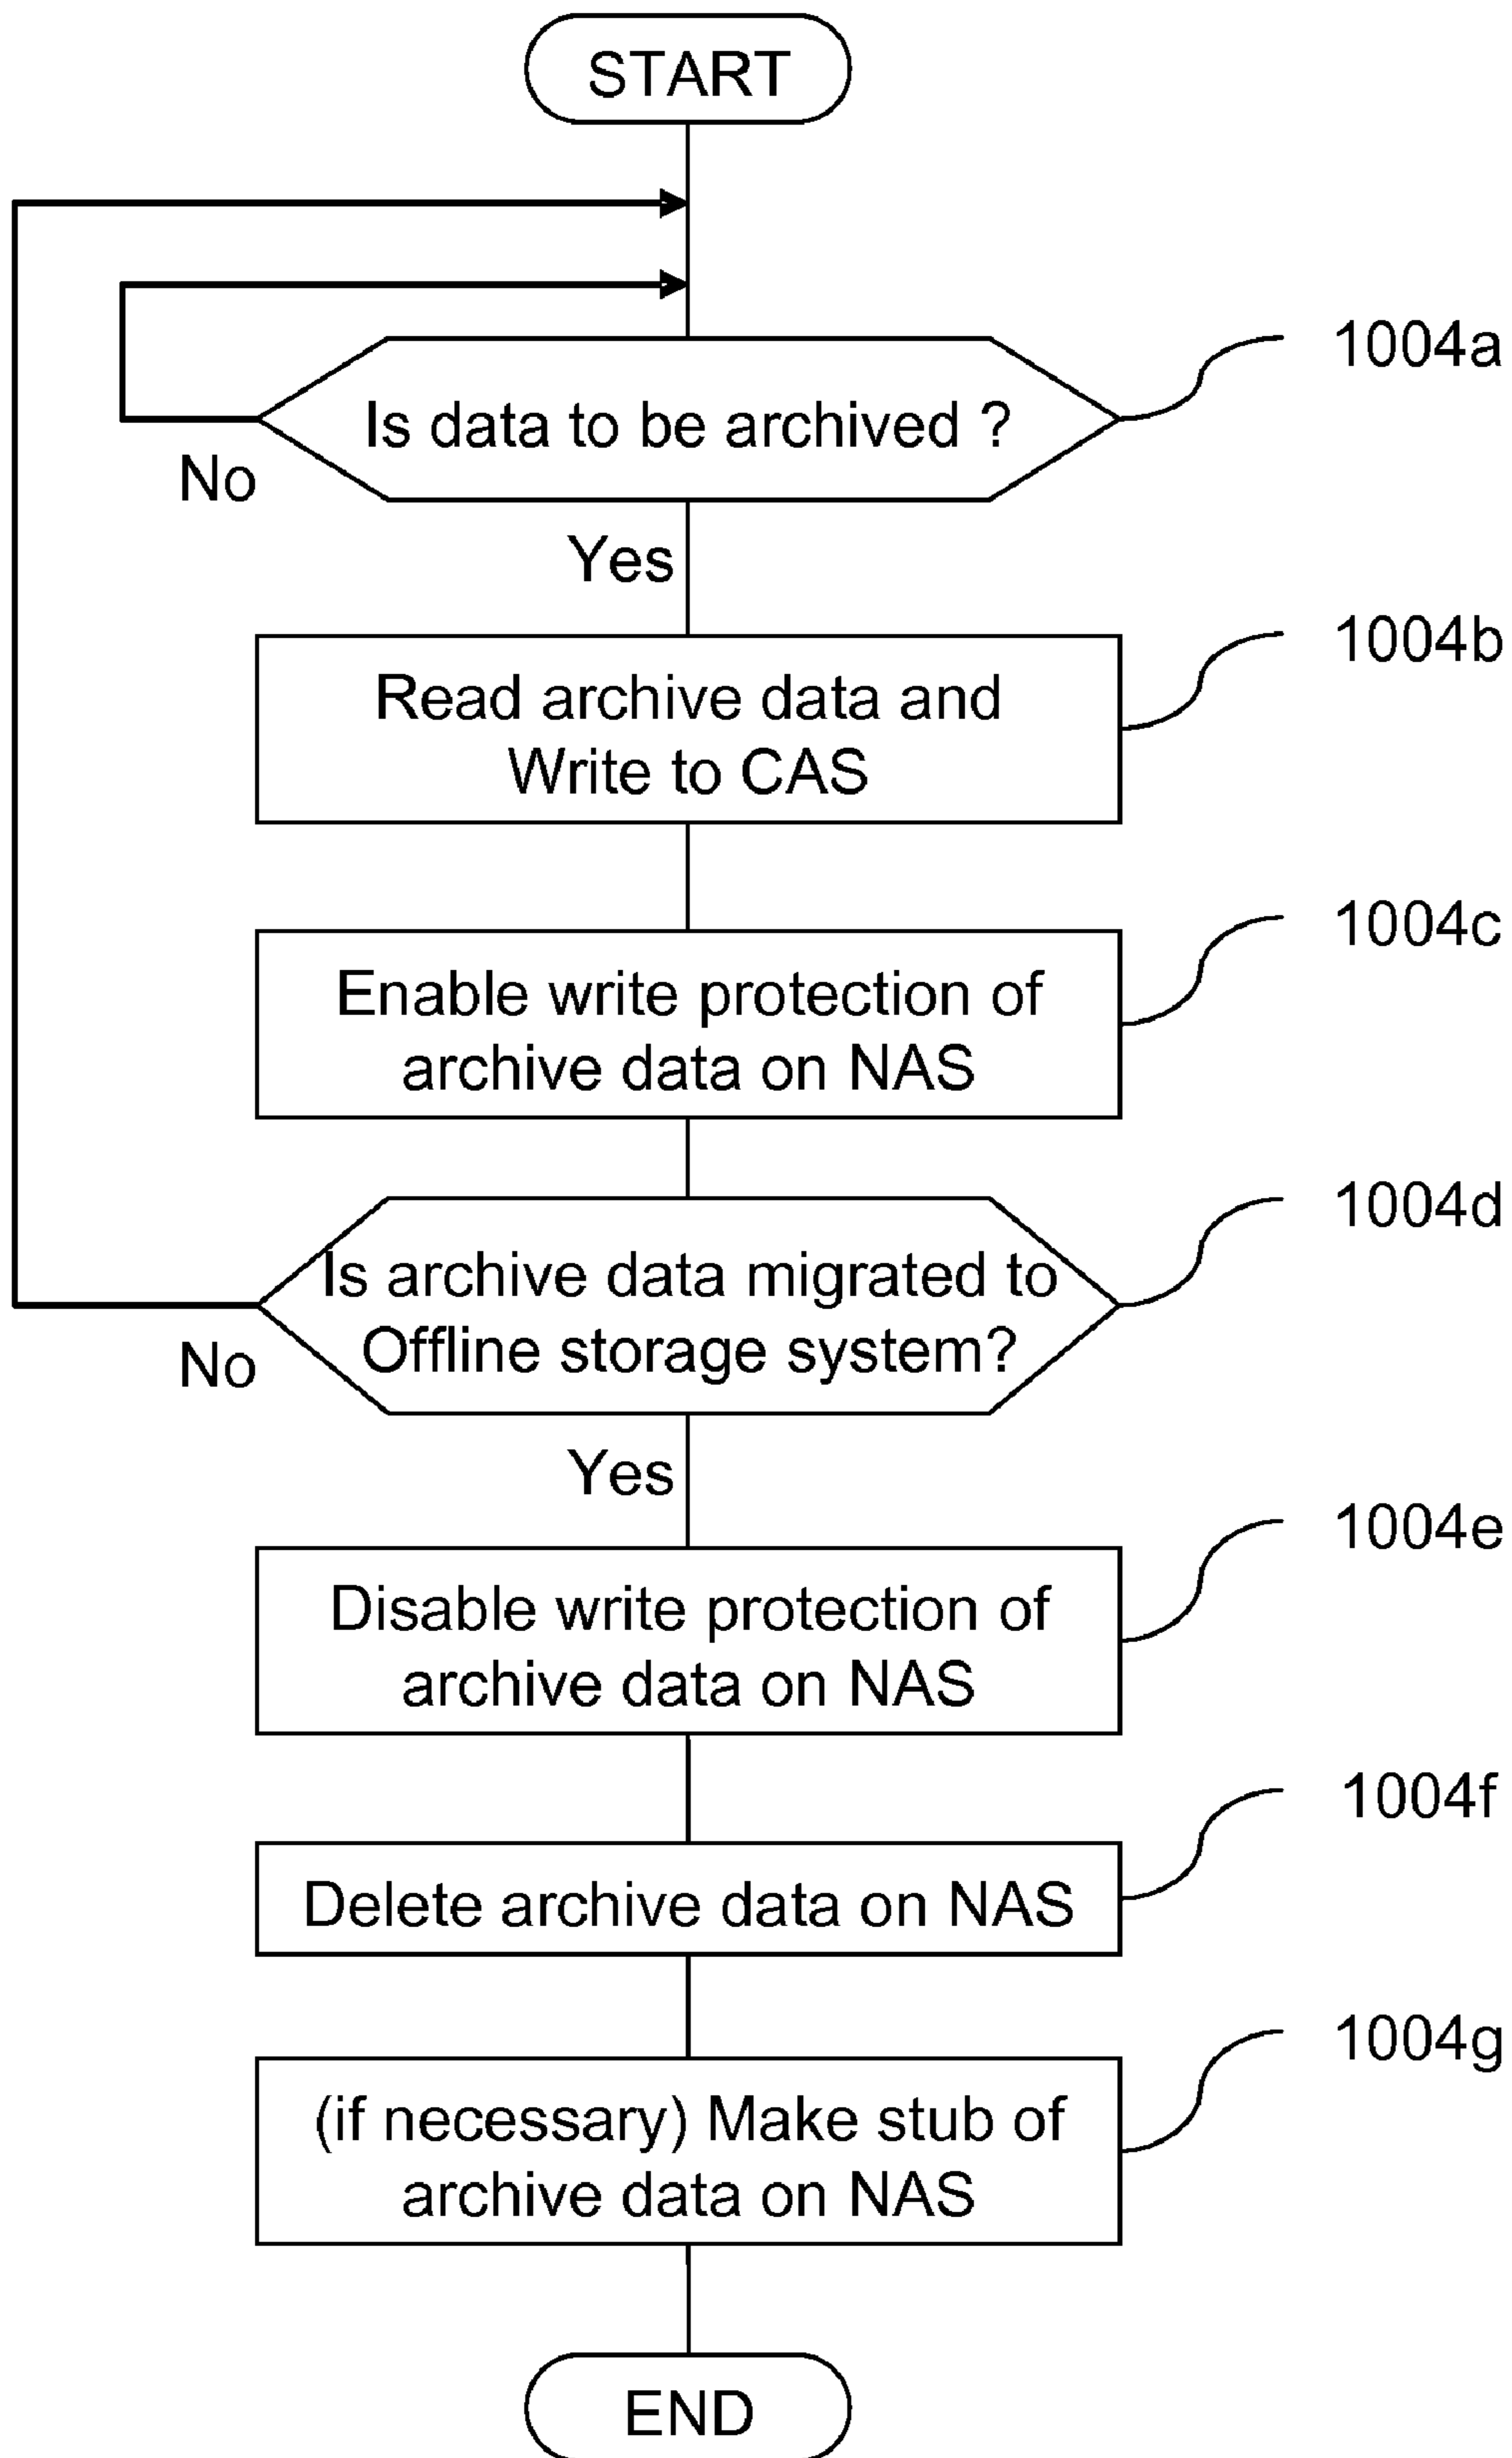 START
1004a
Is data to be archived ?
No
Yes
1004b
Read archive data and
Write to CAS
1004c
Enable write protection of
archive data on NAS
1004d
Is archive data migrated to
Offline storage system?
No
Yes
1004e
Disable write protection of
archive data on NAS
1004f
Delete archive data on NAS
1004g
(if necessary) Make stub of
archive data on NAS
END